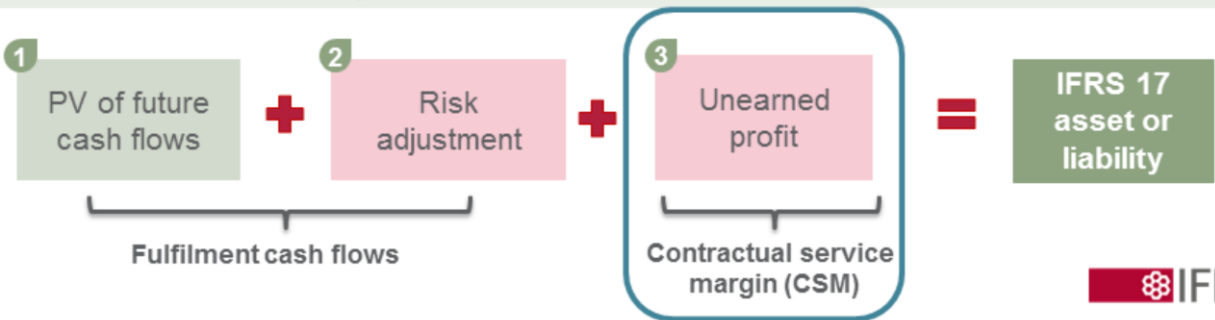 1
PV of future
cash flows
2
Risk
adjustment
3
Unearned
profit
IFRS 17
asset or
liability
Fulfilment cash flows
Contractual service
margin (CSM)